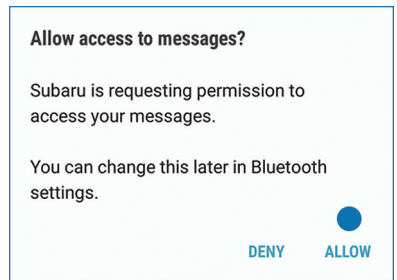 Allow access to messages?
Subaru is requesting permission to
access your messages.
You can change this later in Bluetooth
settings.
DENY ALLOW